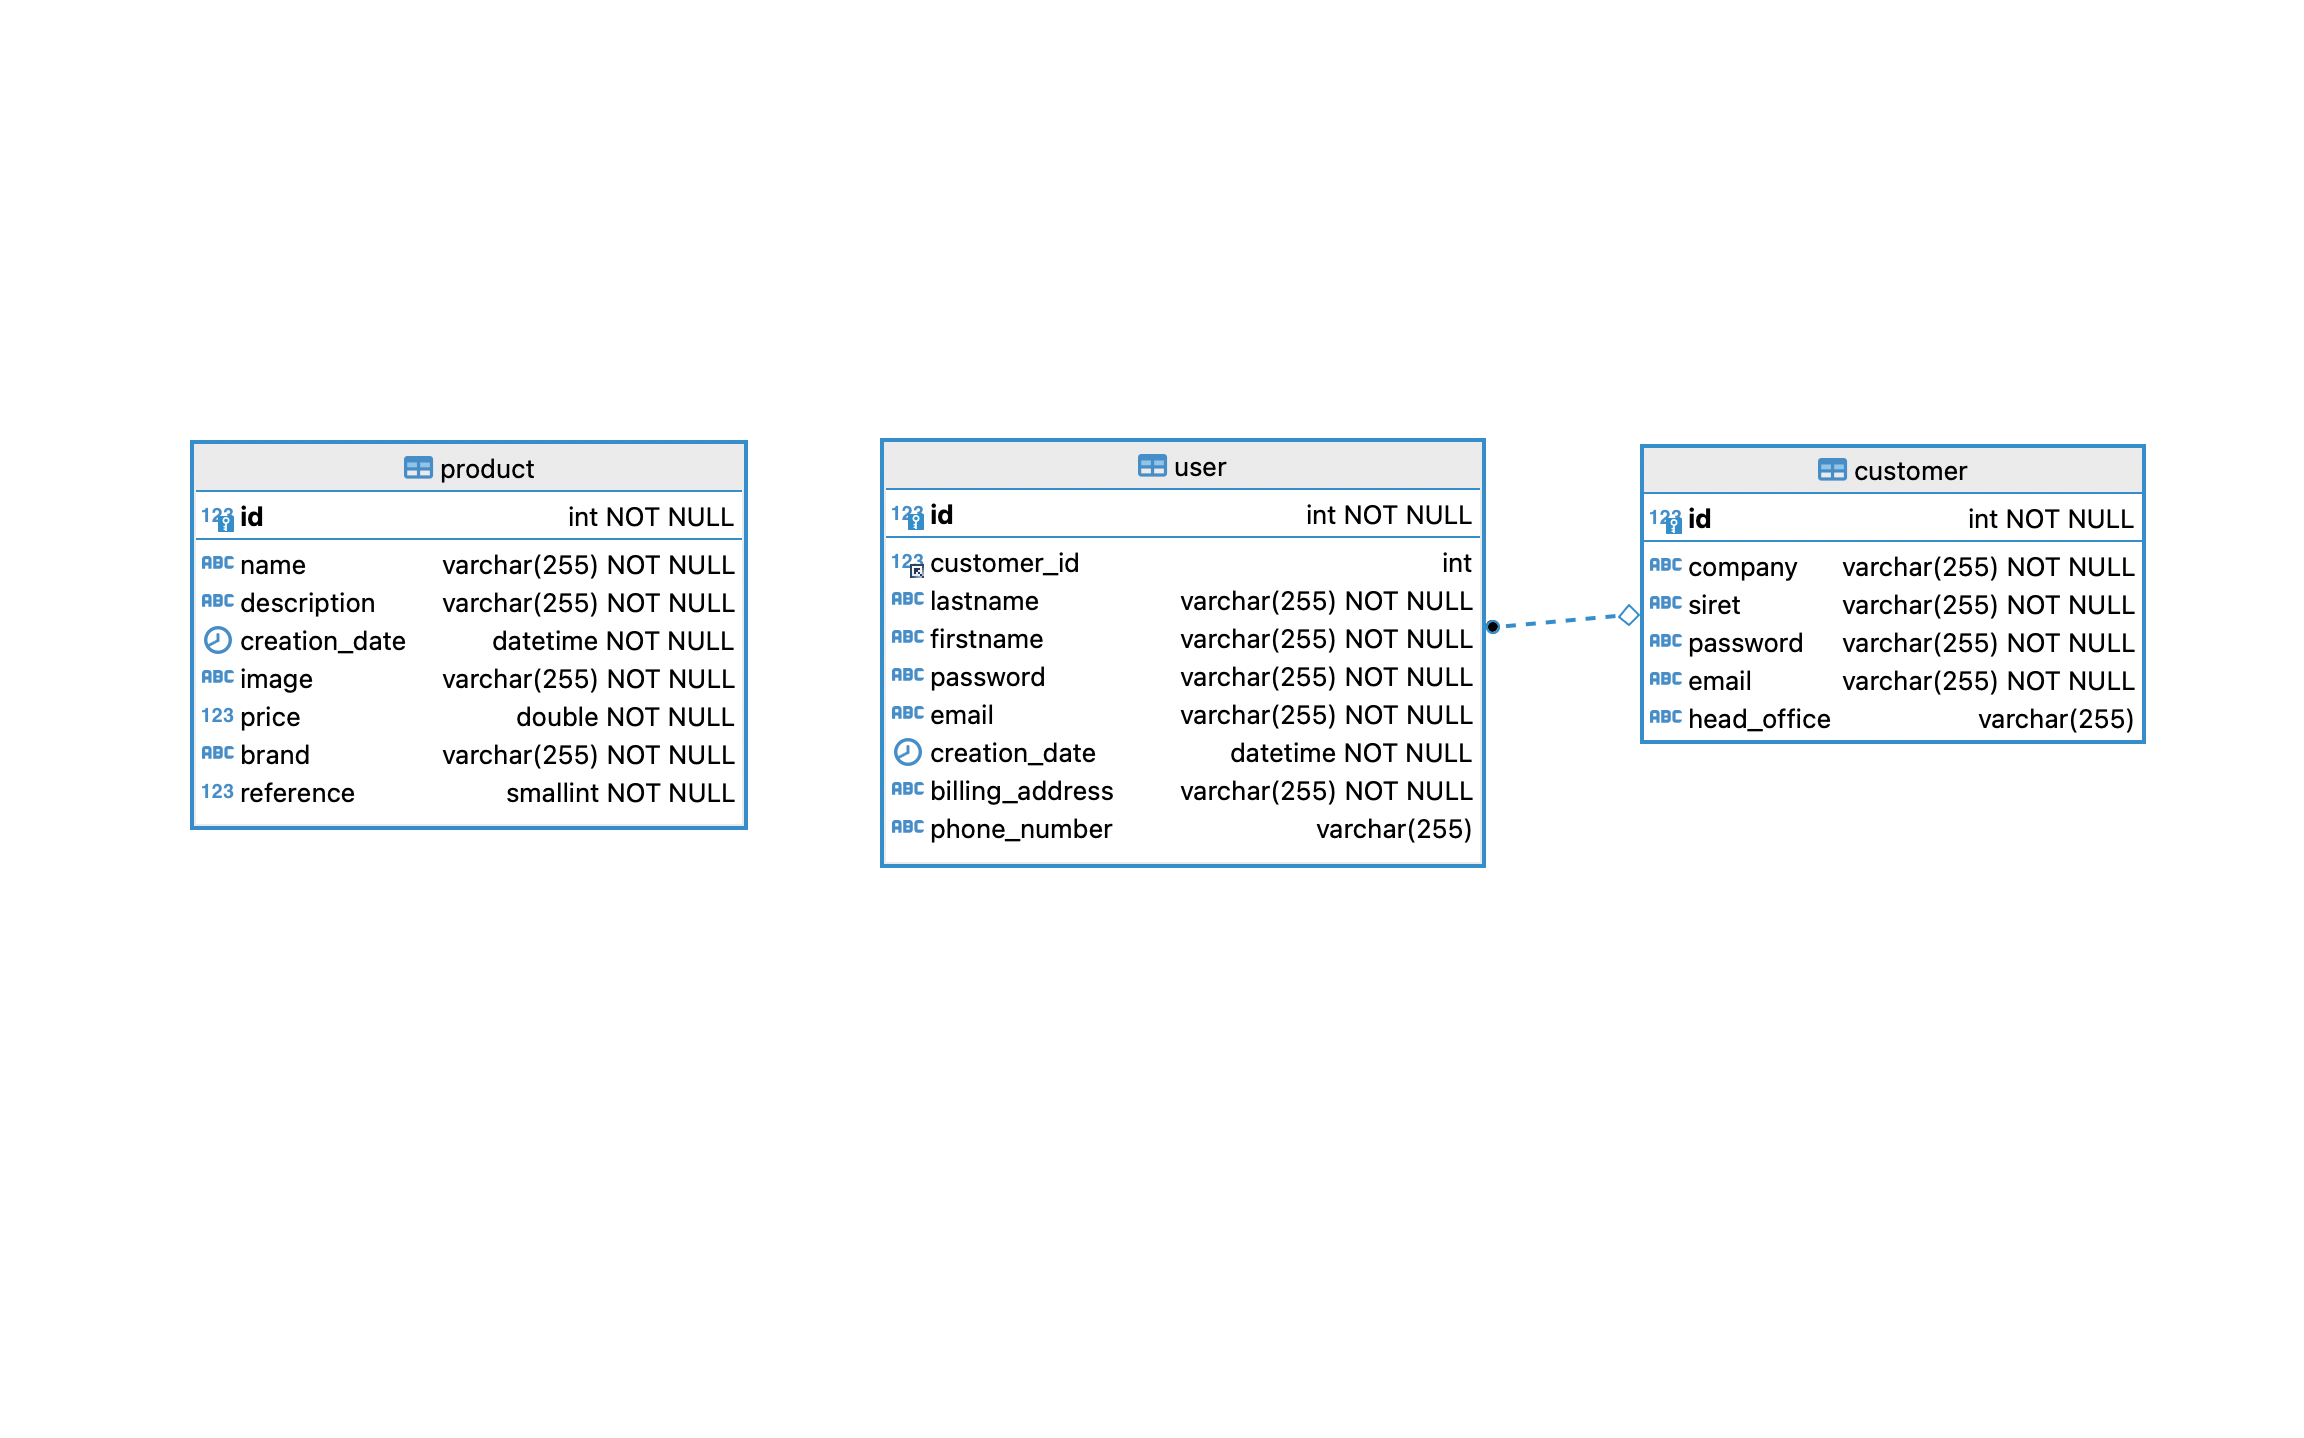 product
123 id int NOT NULL
ABC name varchar(255) NOT NULL
ABC description varchar(255) NOT NULL
creation_date datetime NOT NULL
ABC image varchar(255) NOT NULL
123 price double NOT NULL
ABC brand varchar(255) NOT NULL
123 reference smallint NOT NULL
user
123 id int NOT NULL
123 customer_id int
ABC lastname varchar(255) NOT NULL
ABC firstname varchar(255) NOT NULL
ABC password varchar(255) NOT NULL
ABC email varchar(255) NOT NULL
creation_date datetime NOT NULL
ABC billing_address varchar(255) NOT NULL
ABC phone_number varchar(255)
customer
123 id int NOT NULL
ABC company varchar(255) NOT NULL
ABC siret varchar(255) NOT NULL
ABC password varchar(255) NOT NULL
ABC email varchar(255) NOT NULL
ABC head_office varchar(255)